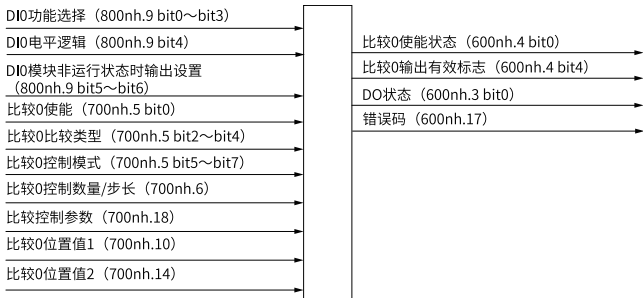 DI0功能选择（800nh.9 bit0～bit3）
DI0电平逻辑（800nh.9 bit4）
DI0模块非运行状态时输出设置
（800nh.9 bit5～bit6）
比较0使能（700nh.5 bit0）
比较0比较类型（700nh.5 bit2～bit4）
比较0控制模式（700nh.5 bit5～bit7）
比较0控制数量/步长（700nh.6）
比较控制参数（700nh.18）
比较0位置值1（700nh.10）
比较0位置值2（700nh.14）
比较0使能状态（600nh.4 bit0）
比较0输出有效标志（600nh.4 bit4）
DO状态（600nh.3 bit0）
错误码（600nh.17）